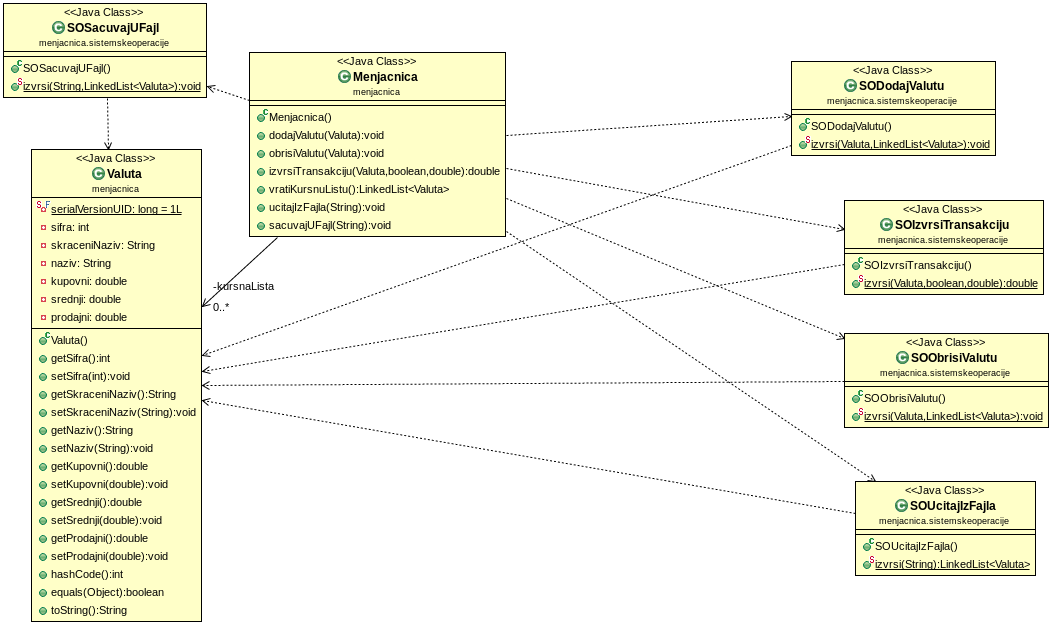 <<Java Class>>
SOSacuvajUFajl
menjacnica.sistemskeoperacije
SOSacuvajUFajl()
izvrsi(String,LinkedList<Valuta>):void
<<Java Class>>
Menjacnica
menjacnica
Menjacnica()
dodajValutu(Valuta):void
obrisiValutu(Valuta):void
izvrsiTransakciju(Valuta,boolean,double):double
vratiKursnuListu():LinkedList<Valuta>
ucitajIzFajla(String):void
sacuvajUFajl(String):void
<<Java Class>>
SODodajValutu
menjacnica.sistemskeoperacije
SODodajValutu()
izvrsi(Valuta,LinkedList<Valuta>):void
<<Java Class>>
Valuta
menjacnica
serialVersionUID: long = 1L
sifra: int
skraceniNaziv: String
naziv: String
kupovni: double
srednji: double
prodajni: double
Valuta()
getSifra():int
setSifra(int):void
getSkraceniNaziv():String
setSkraceniNaziv(String):void
getNaziv():String
setNaziv(String):void
getKupovni():double
setKupovni(double):void
getSrednji():double
setSrednji(double):void
getProdajni():double
setProdajni(double):void
hashCode():int
equals(Object):boolean
toString():String
-kursnaLista
0..*
<<Java Class>>
SOIzvrsiTransakciju
menjacnica.sistemskeoperacije
SOIzvrsiTransakciju()
izvrsi(Valuta,boolean,double):double
<<Java Class>>
SOObrisiValutu
menjacnica.sistemskeoperacije
SOObrisiValutu()
izvrsi(Valuta,LinkedList<Valuta>):void
<<Java Class>>
SOUcitajIzFajla
menjacnica.sistemskeoperacije
SOUcitajIzFajla()
izvrsi(String):LinkedList<Valuta>